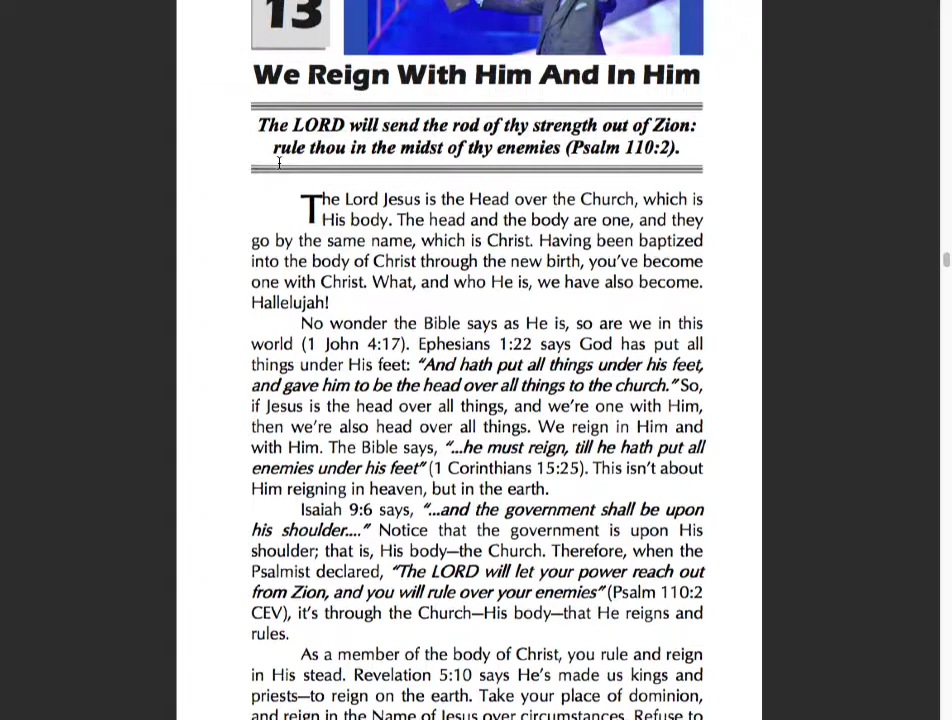 13
We Reign With Him And In Him
The LORD will send the rod of thy strength out of Zion:
rule thou in the midst of thy enemies (Psalm 110:2).
The Lord Jesus is the Head over the Church, which is
His body. The head and the body are one, and they
go by the same name, which is Christ. Having been baptized
into the body of Christ through the new birth, you’ve become
one with Christ. What, and who He is, we have also become.
Hallelujah!
No wonder the Bible says as He is, so are we in this
world (1 John 4:17). Ephesians 1:22 says God has put all
things under His feet: “And hath put all things under his feet,
and gave him to be the head over all things to the church.” So,
if Jesus is the head over all things, and we’re one with Him,
then we’re also head over all things. We reign in Him and
with Him. The Bible says, “...he must reign, till he hath put all
enemies under his feet” (1 Corinthians 15:25). This isn’t about
Him reigning in heaven, but in the earth.
Isaiah 9:6 says, “...and the government shall be upon
his shoulder....” Notice that the government is upon His
shoulder; that is, His body—the Church. Therefore, when the
Psalmist declared, “The LORD will let your power reach out
from Zion, and you will rule over your enemies” (Psalm 110:2
CEV), it’s through the Church—His body—that He reigns and
rules.
As a member of the body of Christ, you rule and reign
in His stead. Revelation 5:10 says He’s made us kings and
priests—to reign on the earth. Take your place of dominion,
and reign in the Name of Jesus over circumstances. Refuse to